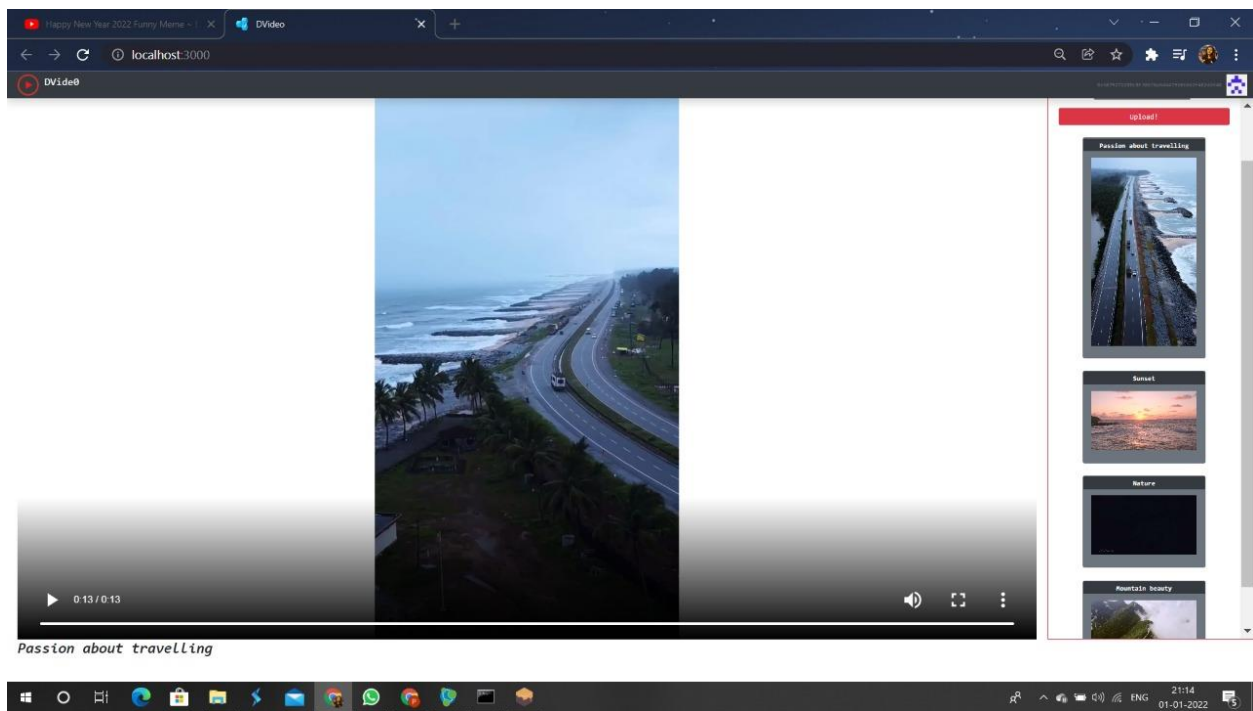 Happy New Year 2022 Funny Meme -
DVideo
localhost:3000
DVide0
Upload!
Passion about travelling
Sunset
Nature
Mountain beauty
0:13 / 0:13
Passion about travelling
ENG
21:14
01-01-2022
5